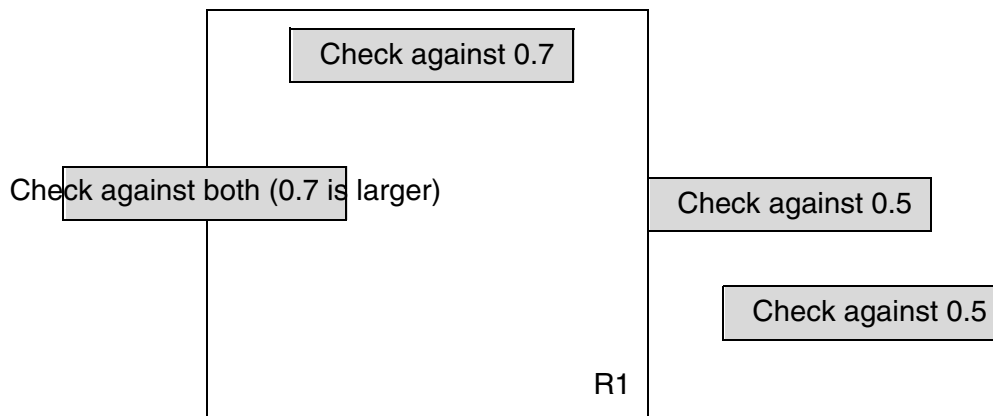 Check against 0.7
Check against both (0.7 is larger)
Check against 0.5
Check against 0.5
R1